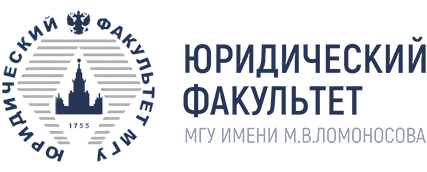 ЮРИДИЧЕСКИЙ ФАКУЛЬТЕТ МГУ
1755
ЮРИДИЧЕСКИЙ
ФАКУЛЬТЕТ
МГУ ИМЕНИ М.В.ЛОМОНОСОВА